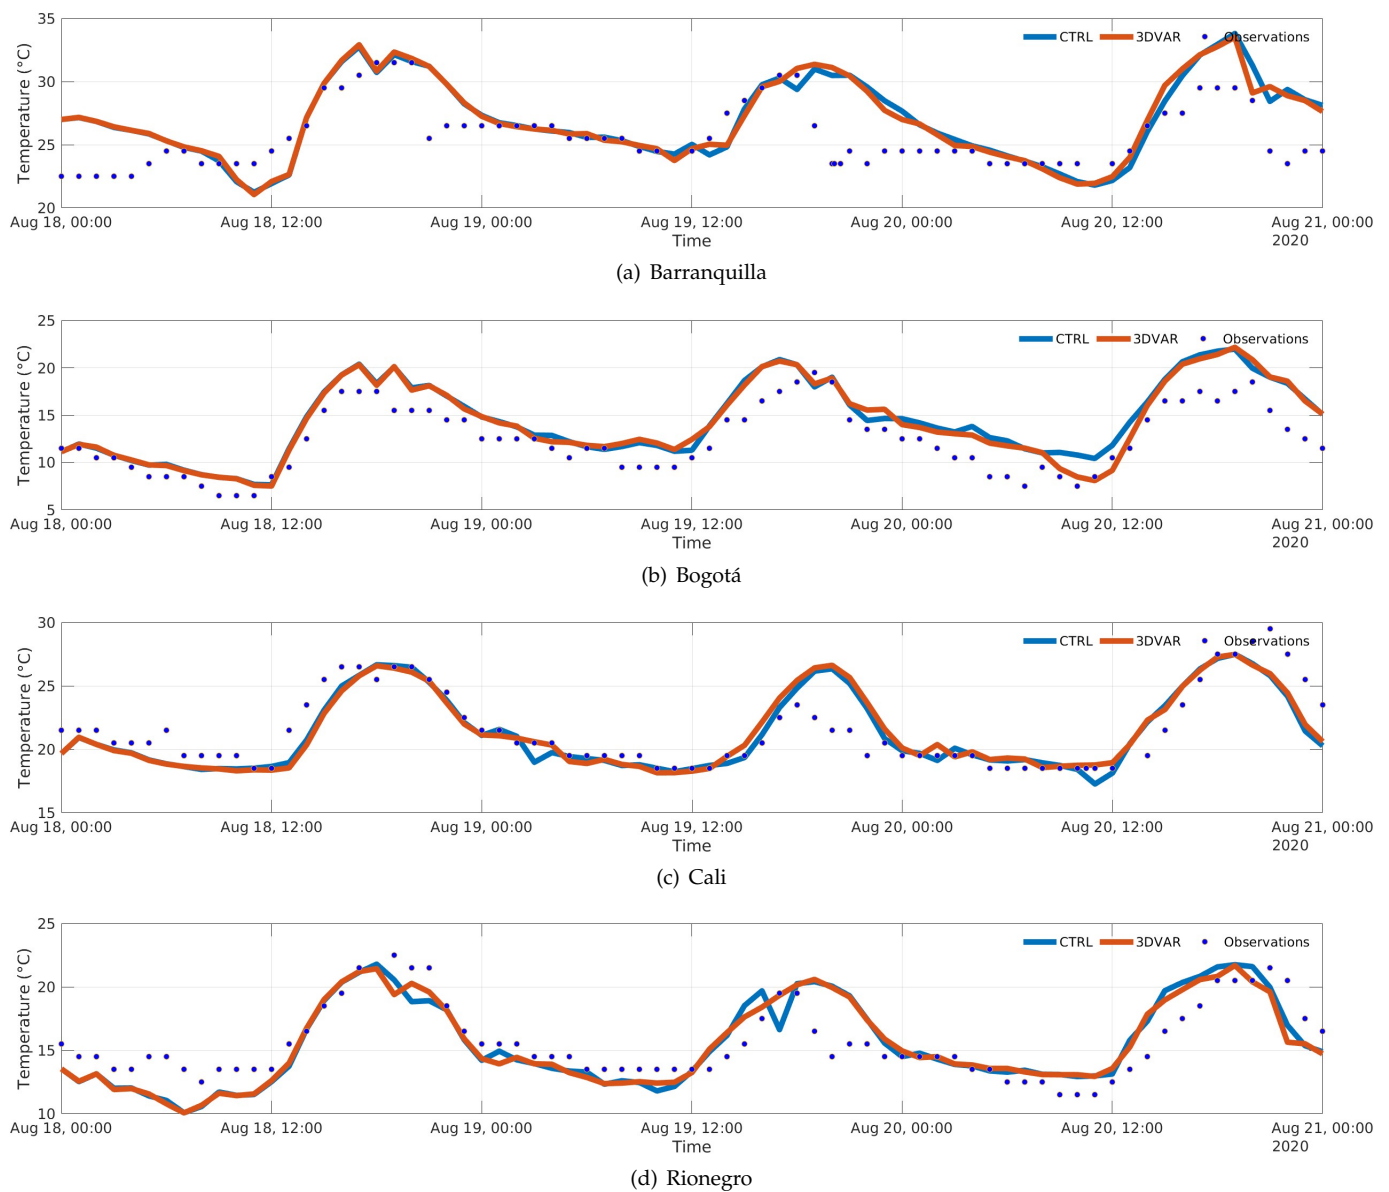 35
30
25
20
Temperature (°C)
CTRL 3DVAR Observations
Aug 18, 00:00 Aug 18, 12:00 Aug 19, 00:00 Aug 19, 12:00 Aug 20, 00:00 Aug 20, 12:00 Aug 21, 00:00
Time 2020
(a) Barranquilla
25
20
15
10
5
Temperature (°C)
CTRL 3DVAR Observations
Aug 18, 00:00 Aug 18, 12:00 Aug 19, 00:00 Aug 19, 12:00 Aug 20, 00:00 Aug 20, 12:00 Aug 21, 00:00
Time 2020
(b) Bogotá
30
25
20
15
Temperature (°C)
CTRL 3DVAR Observations
Aug 18, 00:00 Aug 18, 12:00 Aug 19, 00:00 Aug 19, 12:00 Aug 20, 00:00 Aug 20, 12:00 Aug 21, 00:00
Time 2020
(c) Cali
25
20
15
10
Temperature (°C)
CTRL 3DVAR Observations
Aug 18, 00:00 Aug 18, 12:00 Aug 19, 00:00 Aug 19, 12:00 Aug 20, 00:00 Aug 20, 12:00 Aug 21, 00:00
Time 2020
(d) Rionegro